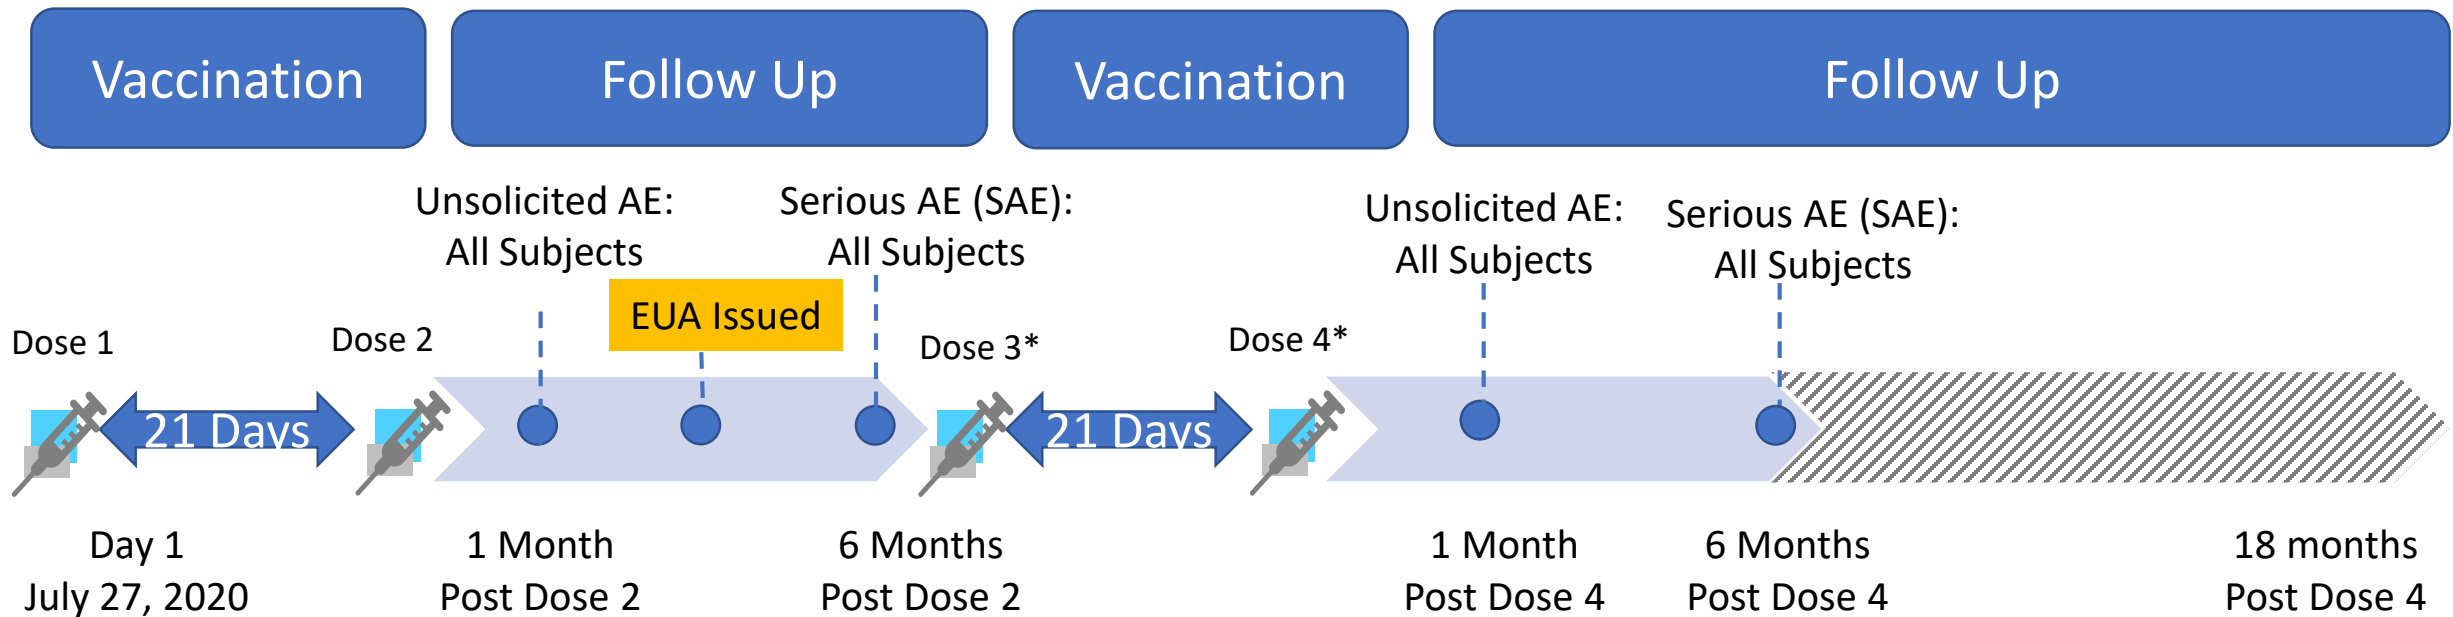 Vaccination
Follow Up
Vaccination
Follow Up
Unsolicited AE:
All Subjects
Serious AE (SAE):
All Subjects
Unsolicited AE:
All Subjects
Serious AE (SAE):
All Subjects
EUA Issued
Dose 1
Dose 2
Dose 3*
Dose 4*
21 Days
21 Days
Day 1
July 27, 2020
1 Month
Post Dose 2
6 Months
Post Dose 2
1 Month
Post Dose 4
6 Months
Post Dose 4
18 months
Post Dose 4